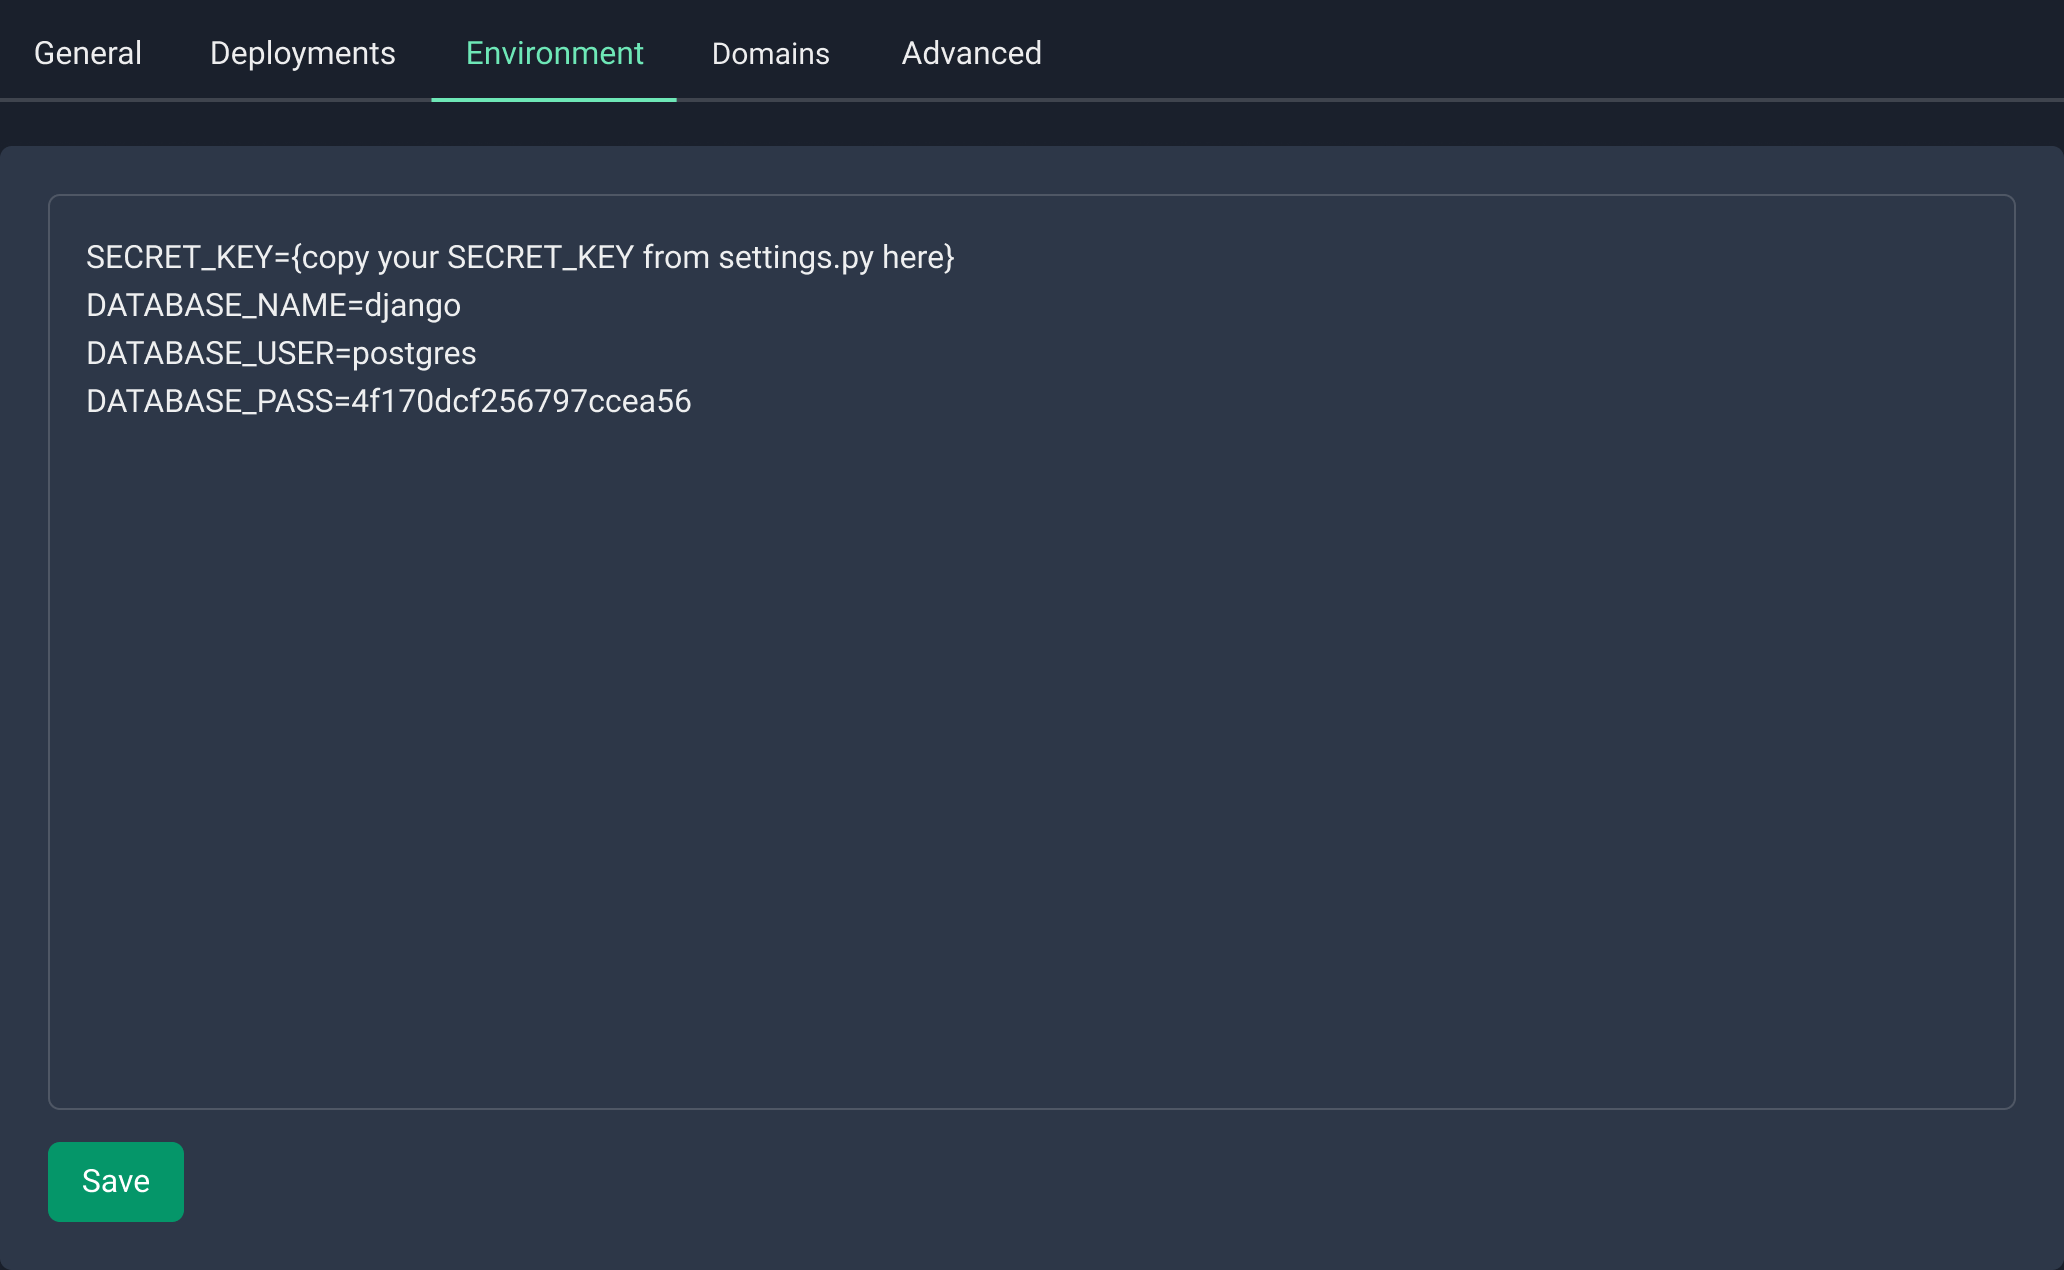 General Deployments Environment Domains Advanced
SECRET_KEY={copy your SECRET_KEY from settings.py here}
DATABASE_NAME=django
DATABASE_USER=postgres
DATABASE_PASS=4f170dcf256797ccea56
Save